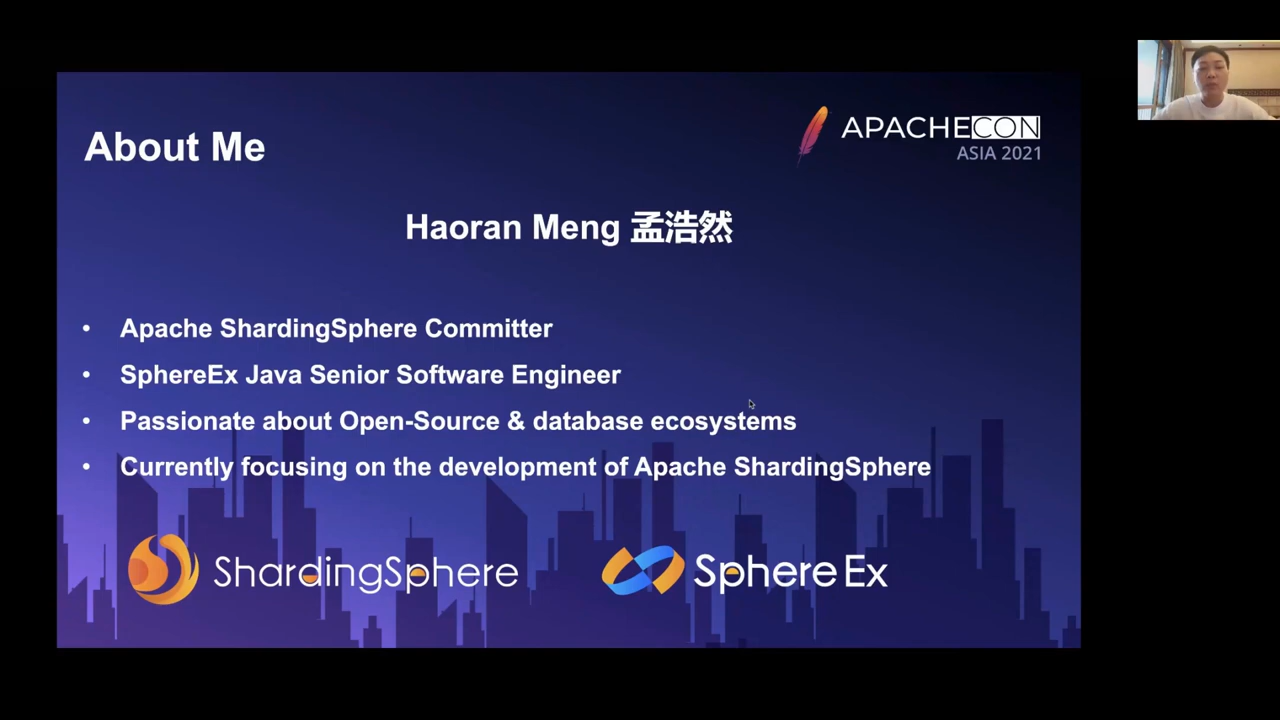 About Me
APACHECON
ASIA 2021
Haoran Meng 孟浩然
• Apache ShardingSphere Committer
• SphereEx Java Senior Software Engineer
• Passionate about Open-Source & database ecosystems
• Currently focusing on the development of Apache ShardingSphere
ShardingSphere
SphereEx